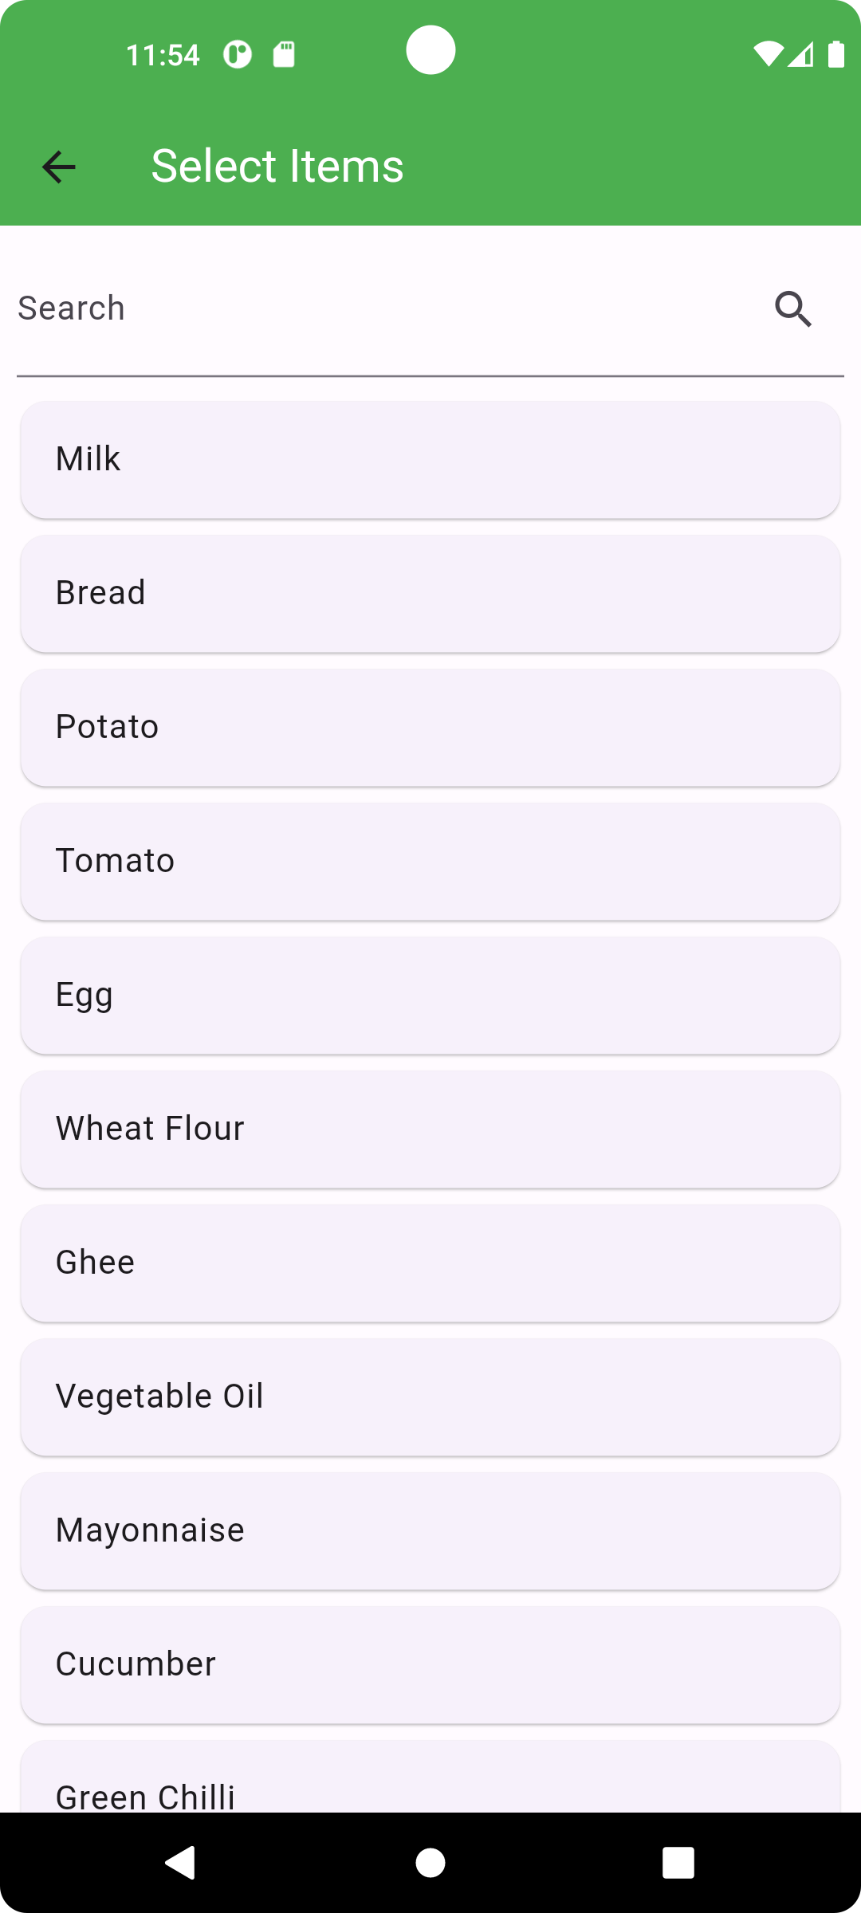 11:54
Select Items
Search
Milk
Bread
Potato
Tomato
Egg
Wheat Flour
Ghee
Vegetable Oil
Mayonnaise
Cucumber
Green Chilli